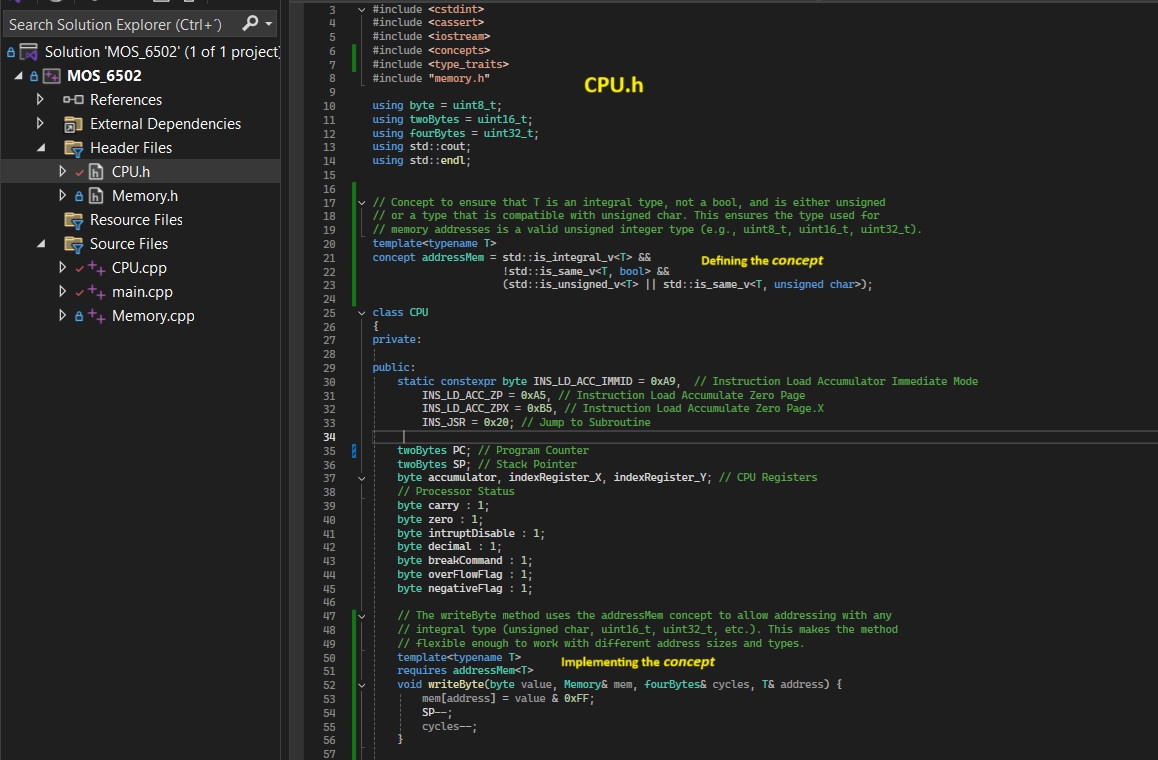 Search Solution Explorer (Ctrl+´)
Solution 'MOS_6502' (1 of 1 project)
MOS_6502
References
External Dependencies
Header Files
CPU.h
Memory.h
Resource Files
Source Files
CPU.cpp
main.cpp
Memory.cpp
3 #include <cstdint>
4 #include <cassert>
5 #include <iostream>
6 #include <concepts>
7 #include <type_traits>
8 #include "memory.h"
CPU.h
9
10 using byte = uint8_t;
11 using twoBytes = uint16_t;
12 using fourBytes = uint32_t;
13 using std::cout;
14 using std::endl;
15
16
17 // Concept to ensure that T is an integral type, not a bool, and is either unsigned
18 // or a type that is compatible with unsigned char. This ensures the type used for
19 // memory addresses is a valid unsigned integer type (e.g., uint8_t, uint16_t, uint32_t).
20 template<typename T>
21 concept addressMem = std::is_integral_v<T> &&
Defining the concept
22 !std::is_same_v<T, bool> &&
23 (std::is_unsigned_v<T> || std::is_same_v<T, unsigned char>);
24
25 class CPU
26 {
27 private:
28
29 public:
30 static constexpr byte INS_LD_ACC_IMMID = 0xA9, // Instruction Load Accumulator Immediate Mode
31 INS_LD_ACC_ZP = 0xA5, // Instruction Load Accumulate Zero Page
32 INS_LD_ACC_ZPX = 0xB5, // Instruction Load Accumulate Zero Page.X
33 INS_JSR = 0x20; // Jump to Subroutine
34
35 twoBytes PC; // Program Counter
36 twoBytes SP; // Stack Pointer
37 byte accumulator, indexRegister_X, indexRegister_Y; // CPU Registers
38 // Processor Status
39 byte carry : 1;
40 byte zero : 1;
41 byte intruptDisable : 1;
42 byte decimal : 1;
43 byte breakCommand : 1;
44 byte overFlowFlag : 1;
45 byte negativeFlag : 1;
46
47 // The writeByte method uses the addressMem concept to allow addressing with any
48 // integral type (unsigned char, uint16_t, uint32_t, etc.). This makes the method
49 // flexible enough to work with different address sizes and types.
50 template<typename T>
Implementing the concept
51 requires addressMem<T>
52 void writeByte(byte value, Memory& mem, fourBytes& cycles, T& address) {
53 mem[address] = value & 0xFF;
54 SP--;
55 cycles--;
56 }
57